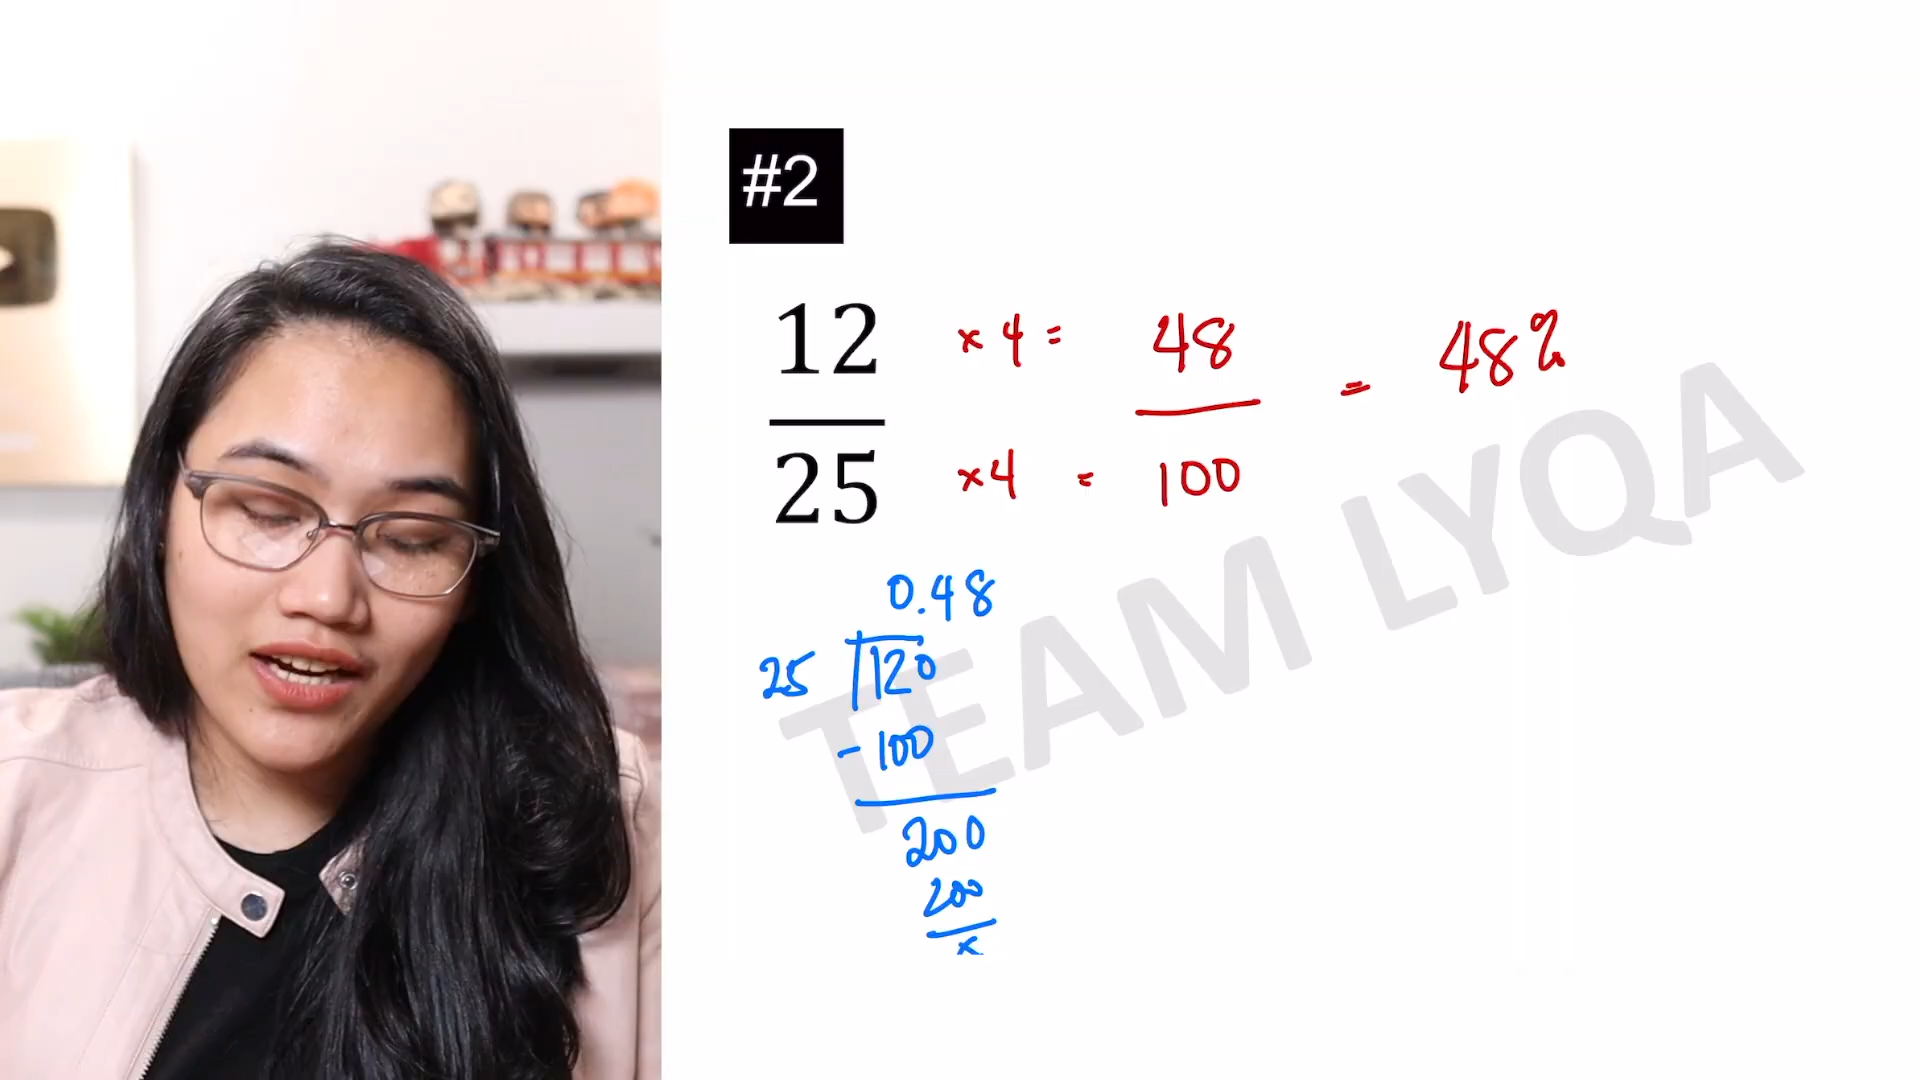 #2
12 × 4 = 48
— — = 48%
25 ×4 = 100
0.48
25 120
- 100
200
200
x
TEAM LYQA